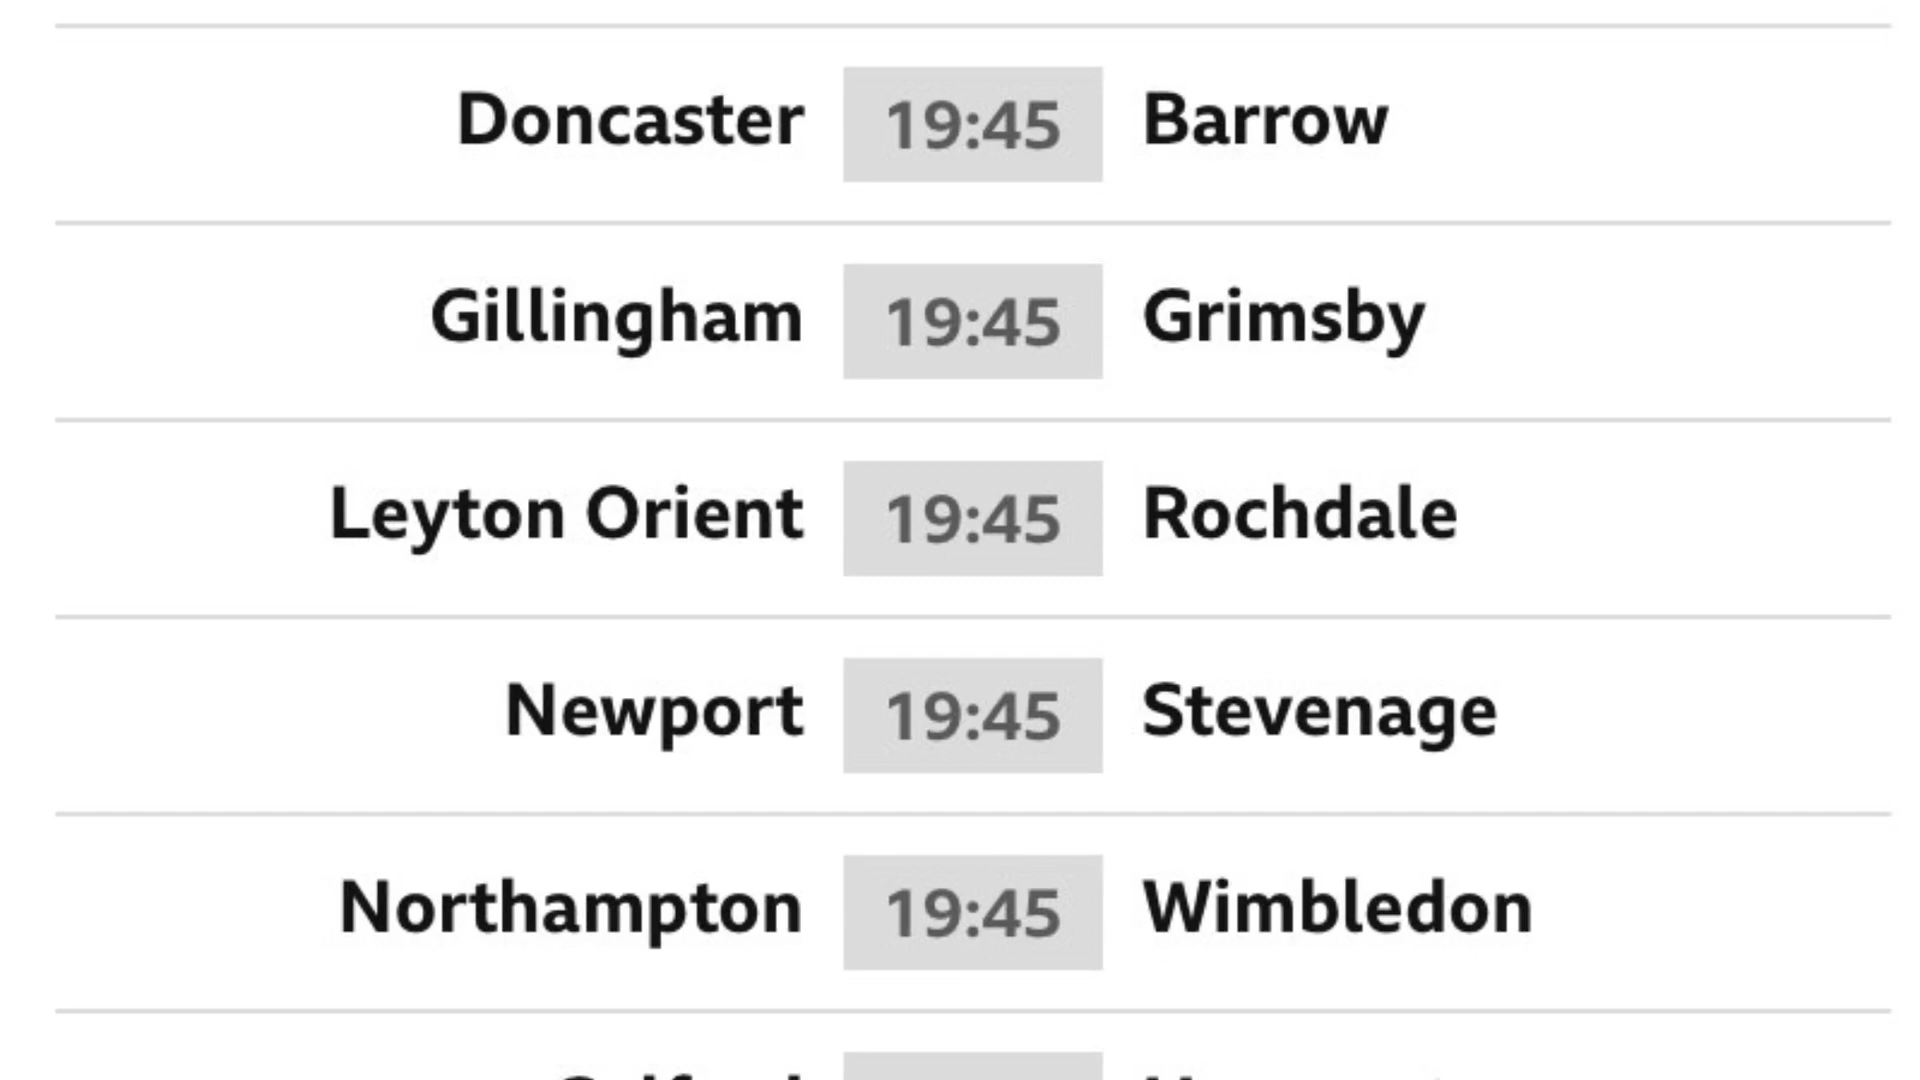 Doncaster 19:45 Barrow
Gillingham 19:45 Grimsby
Leyton Orient 19:45 Rochdale
Newport 19:45 Stevenage
Northampton 19:45 Wimbledon